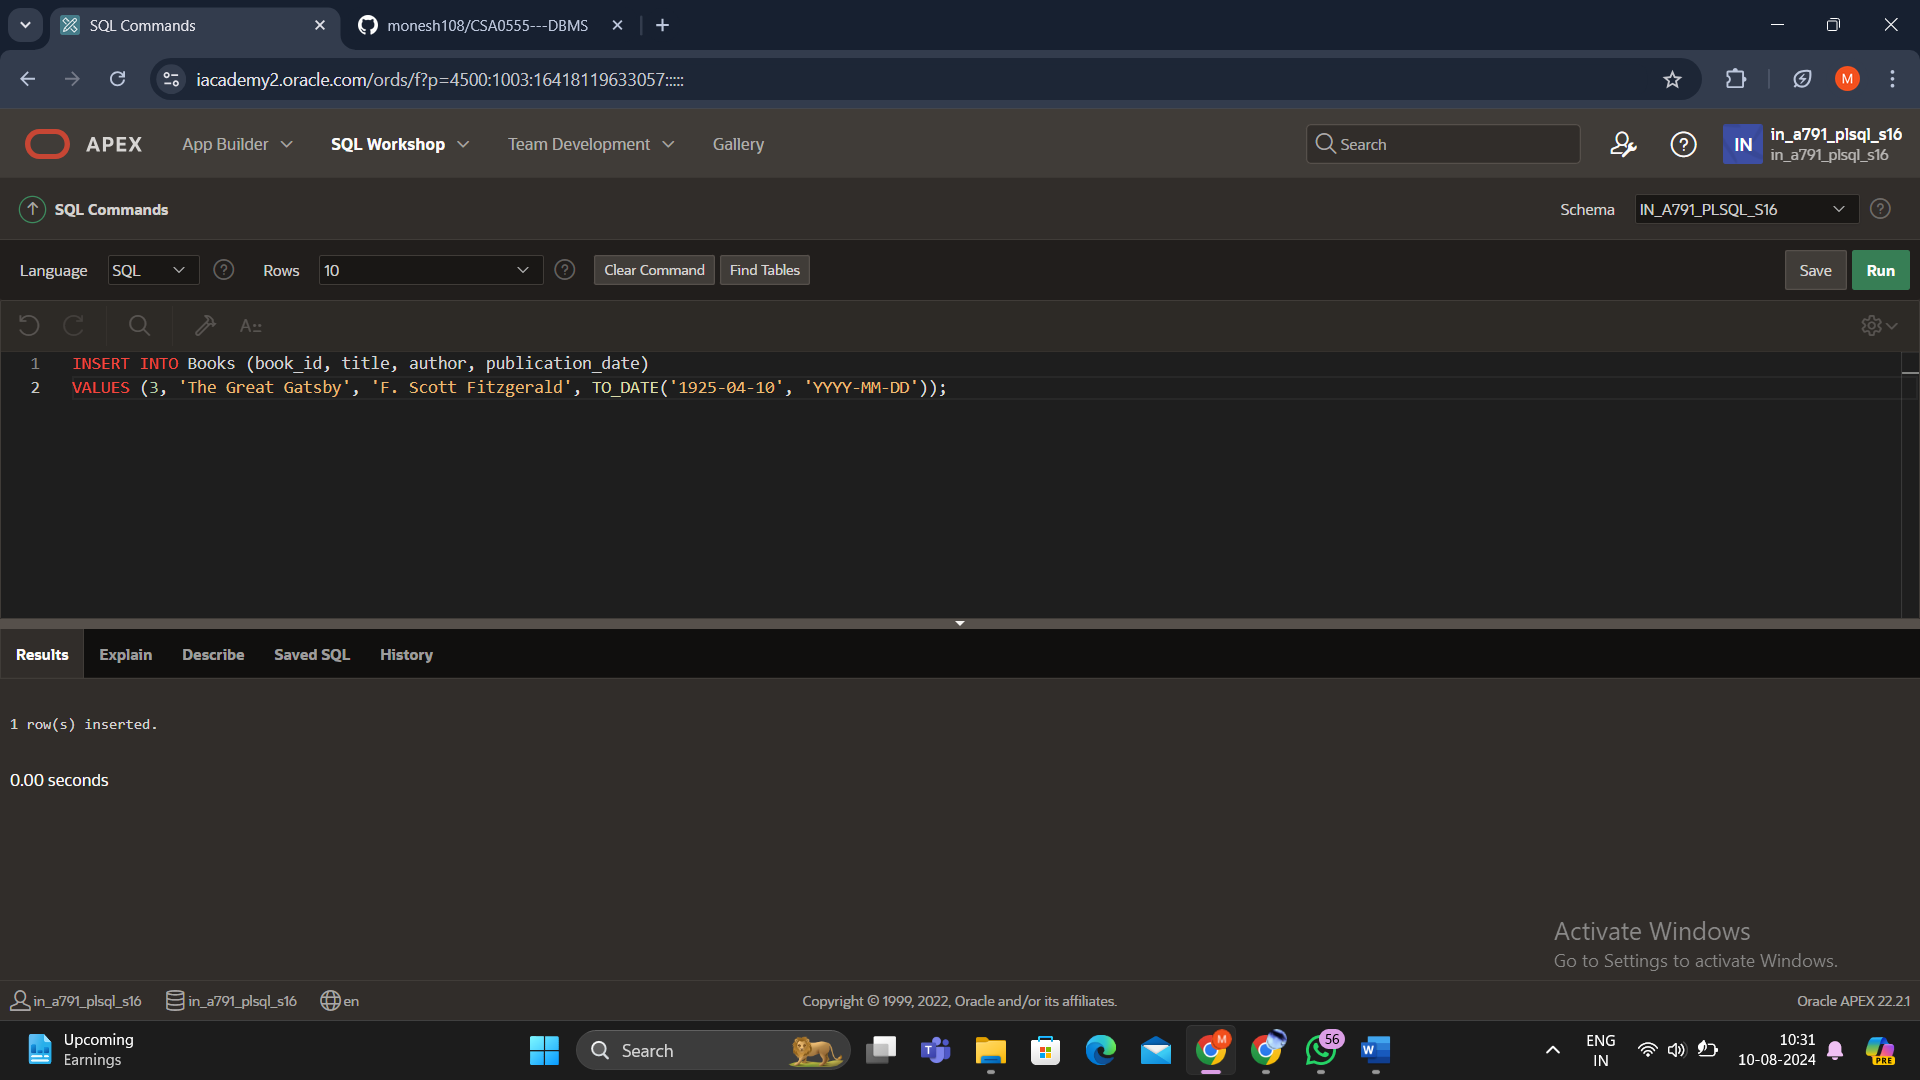 SQL Commands
monesh108/CSA0555---DBMS
iacademy2.oracle.com/ords/f?p=4500:1003:16418119633057:::::
M
APEX
App Builder
SQL Workshop
Team Development
Gallery
Search
IN
in_a791_plsql_s16
in_a791_plsql_s16
SQL Commands
Schema
IN_A791_PLSQL_S16
Language
SQL
Rows
10
Clear Command
Find Tables
Save
Run
A::
1 INSERT INTO Books (book_id, title, author, publication_date)
2 VALUES (3, 'The Great Gatsby', 'F. Scott Fitzgerald', TO_DATE('1925-04-10', 'YYYY-MM-DD'));
Results
Explain
Describe
Saved SQL
History
1 row(s) inserted.
0.00 seconds
Activate Windows
Go to Settings to activate Windows.
in_a791_plsql_s16
in_a791_plsql_s16
en
Copyright © 1999, 2022, Oracle and/or its affiliates.
Oracle APEX 22.2.1
Upcoming
Earnings
Search
T
M
56
W
ENG
IN
10:31
10-08-2024
PRE